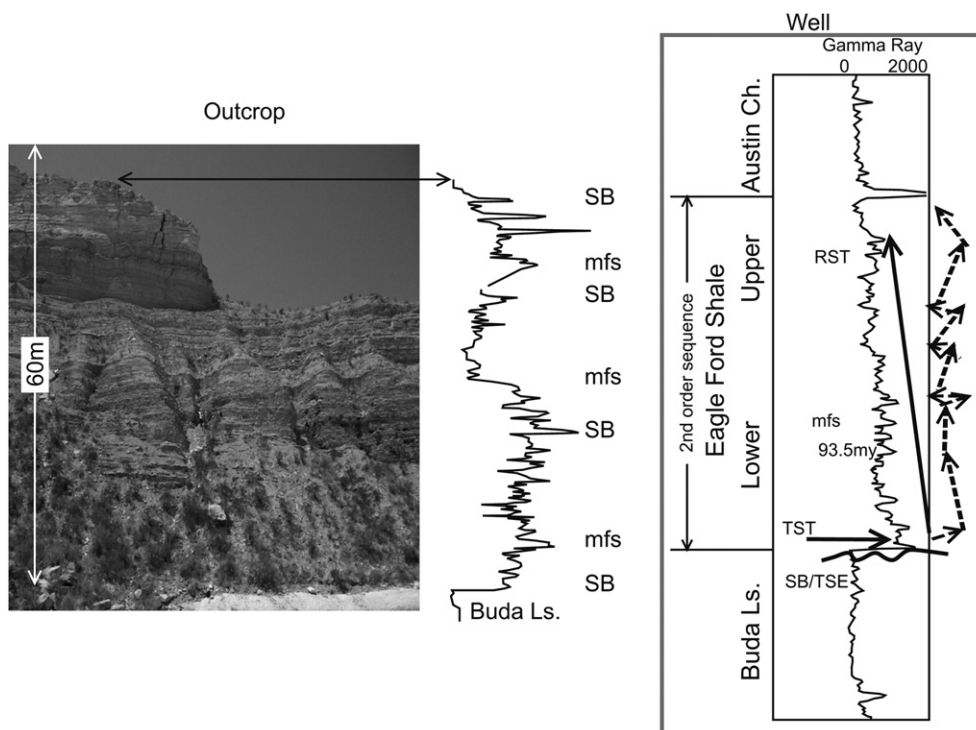 Outcrop
60m
SB
mfs
SB
mfs
SB
mfs
SB
Buda Ls.
Well
Gamma Ray
0 2000
Austin Ch.
Upper
Lower
Eagle Ford Shale
2nd order sequence
Buda Ls.
RST
mfs
93.5my
TST
SB/TSE